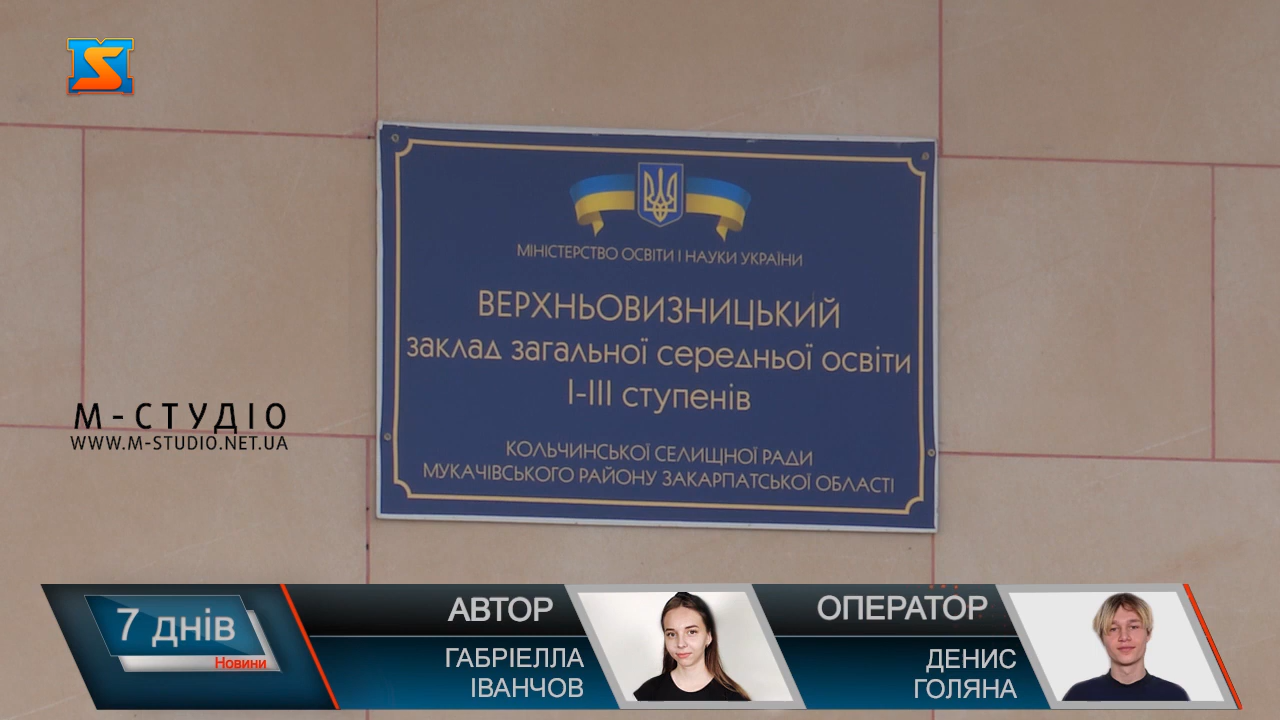 МІНІСТЕРСТВО ОСВІТИ І НАУКИ УКРАЇНИ
ВЕРХНЬОВИЗНИЦЬКИЙ
заклад загальної середньої освіти
І-ІІІ ступенів
КОЛЬЧИНСЬКОЇ СЕЛИЩНОЇ РАДИ
МУКАЧІВСЬКОГО РАЙОНУ ЗАКАРПАТСЬКОЇ ОБЛАСТІ
М-СТУДІО
WWW.M-STUDIO.NET.UA
7 днів
Новини
АВТОР
ГАБРІЕЛЛА
ІВАНЧОВ
ОПЕРАТОР
ДЕНИС
ГОЛЯНА